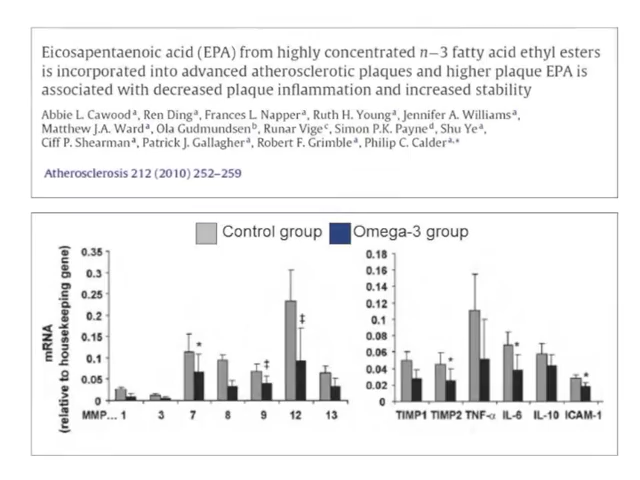 Eicosapentaenoic acid (EPA) from highly concentrated n−3 fatty acid ethyl esters
is incorporated into advanced atherosclerotic plaques and higher plaque EPA is
associated with decreased plaque inflammation and increased stability
Abbie L. Cawood a, Ren Ding a, Frances L. Napper a, Ruth H. Young a, Jennifer A. Williams a,
Matthew J.A. Ward a, Ola Gudmundsen b, Runar Vige c, Simon P.K. Payne d, Shu Ye a,
Cliff P. Shearman a, Patrick J. Gallagher a, Robert F. Grimble a, Philip C. Calder a,*
Atherosclerosis 212 (2010) 252–259
Control group Omega-3 group
mRNA
(relative to housekeeping gene)
0.35
0.3
0.25
0.2
0.15
0.1
0.05
0
* ‡ ‡
MMP... 1 3 7 8 9 12 13
0.18
0.16
0.14
0.12
0.1
0.08
0.06
0.04
0.02
0
* * *
TIMP1 TIMP2 TNF-α IL-6 IL-10 ICAM-1